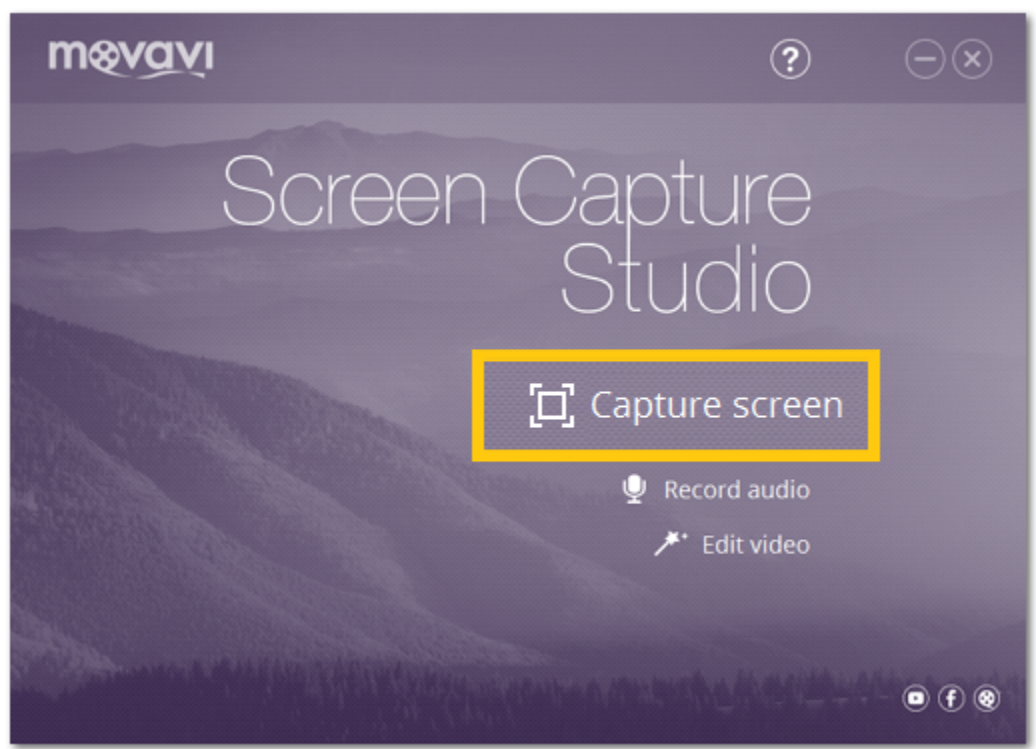 movavi
?
Screen Capture
Studio
Capture screen
Record audio
Edit video